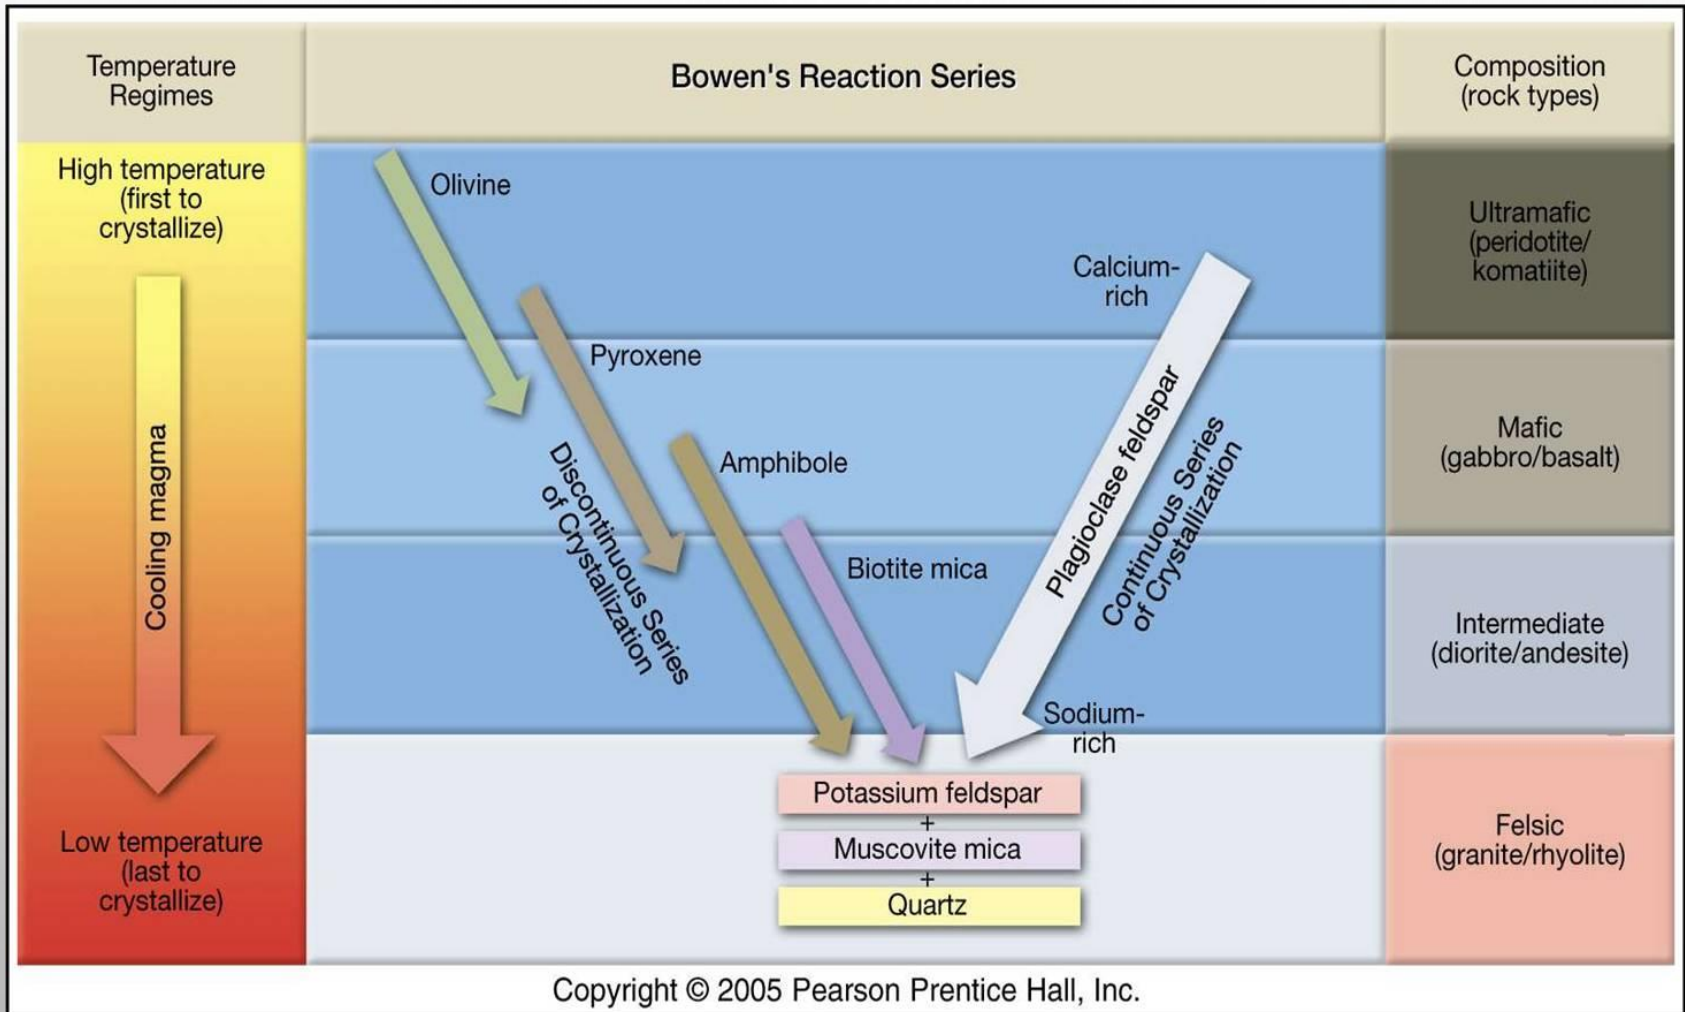 Temperature
Regimes
Bowen's Reaction Series
Composition
(rock types)
High temperature
(first to
crystallize)
Cooling magma
Low temperature
(last to
crystallize)
Olivine
Pyroxene
Amphibole
Biotite mica
Discontinuous Series
of Crystallization
Calcium-
rich
Plagioclase feldspar
Continuous Series
of Crystallization
Sodium-
rich
Potassium feldspar
+
Muscovite mica
+
Quartz
Ultramafic
(peridotite/
komatiite)
Mafic
(gabbro/basalt)
Intermediate
(diorite/andesite)
Felsic
(granite/rhyolite)
Copyright © 2005 Pearson Prentice Hall, Inc.